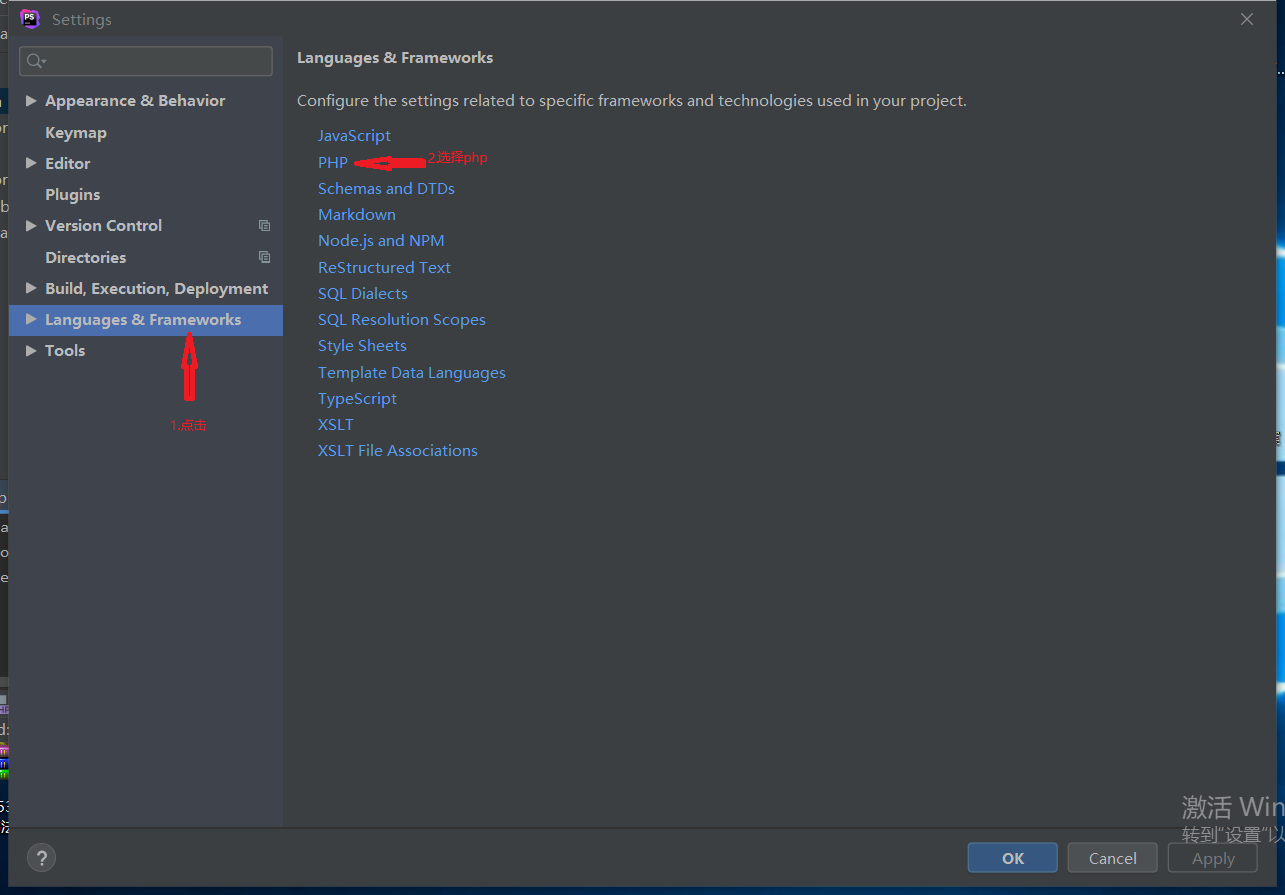 PS Settings
Appearance & Behavior
Keymap
Editor
Plugins
Version Control
Directories
Build, Execution, Deployment
Languages & Frameworks
Tools
1.点击
Languages & Frameworks
Configure the settings related to specific frameworks and technologies used in your project.
JavaScript
PHP 2.选择php
Schemas and DTDs
Markdown
Node.js and NPM
ReStructured Text
SQL Dialects
SQL Resolution Scopes
Style Sheets
Template Data Languages
TypeScript
XSLT
XSLT File Associations
激活 Win
转到"设置"以
?
OK
Cancel
Apply